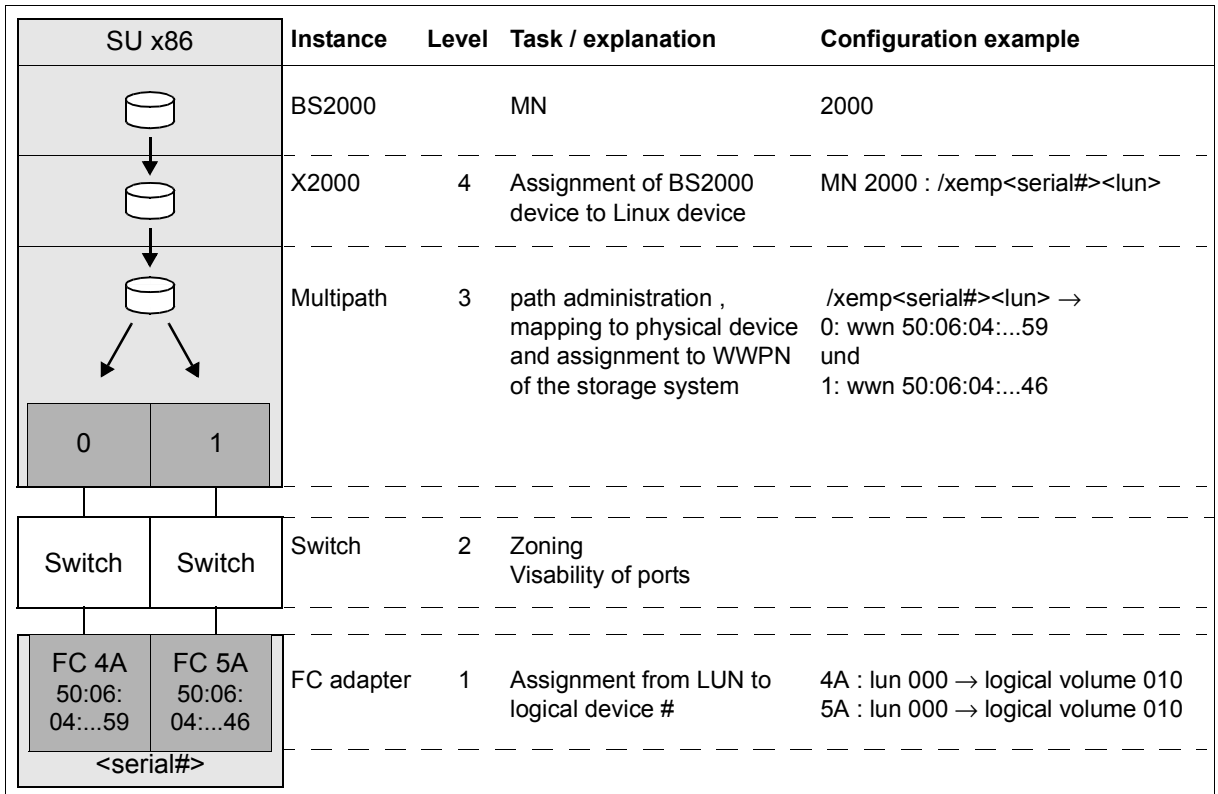 SU x86 Instance Level Task / explanation Configuration example
BS2000 MN 2000
X2000 4 Assignment of BS2000 MN 2000 : /xemp<serial#><lun>
device to Linux device
Multipath 3 path administration , /xemp<serial#><lun> →
mapping to physical device 0: wwn 50:06:04:...59
and assignment to WWPN und
of the storage system 1: wwn 50:06:04:...46
0 1
Switch Switch Switch 2 Zoning
Visability of ports
FC 4A FC 5A FC adapter 1 Assignment from LUN to 4A : lun 000 → logical volume 010
50:06: 50:06: logical device # 5A : lun 000 → logical volume 010
04:...59 04:...46
<serial#>